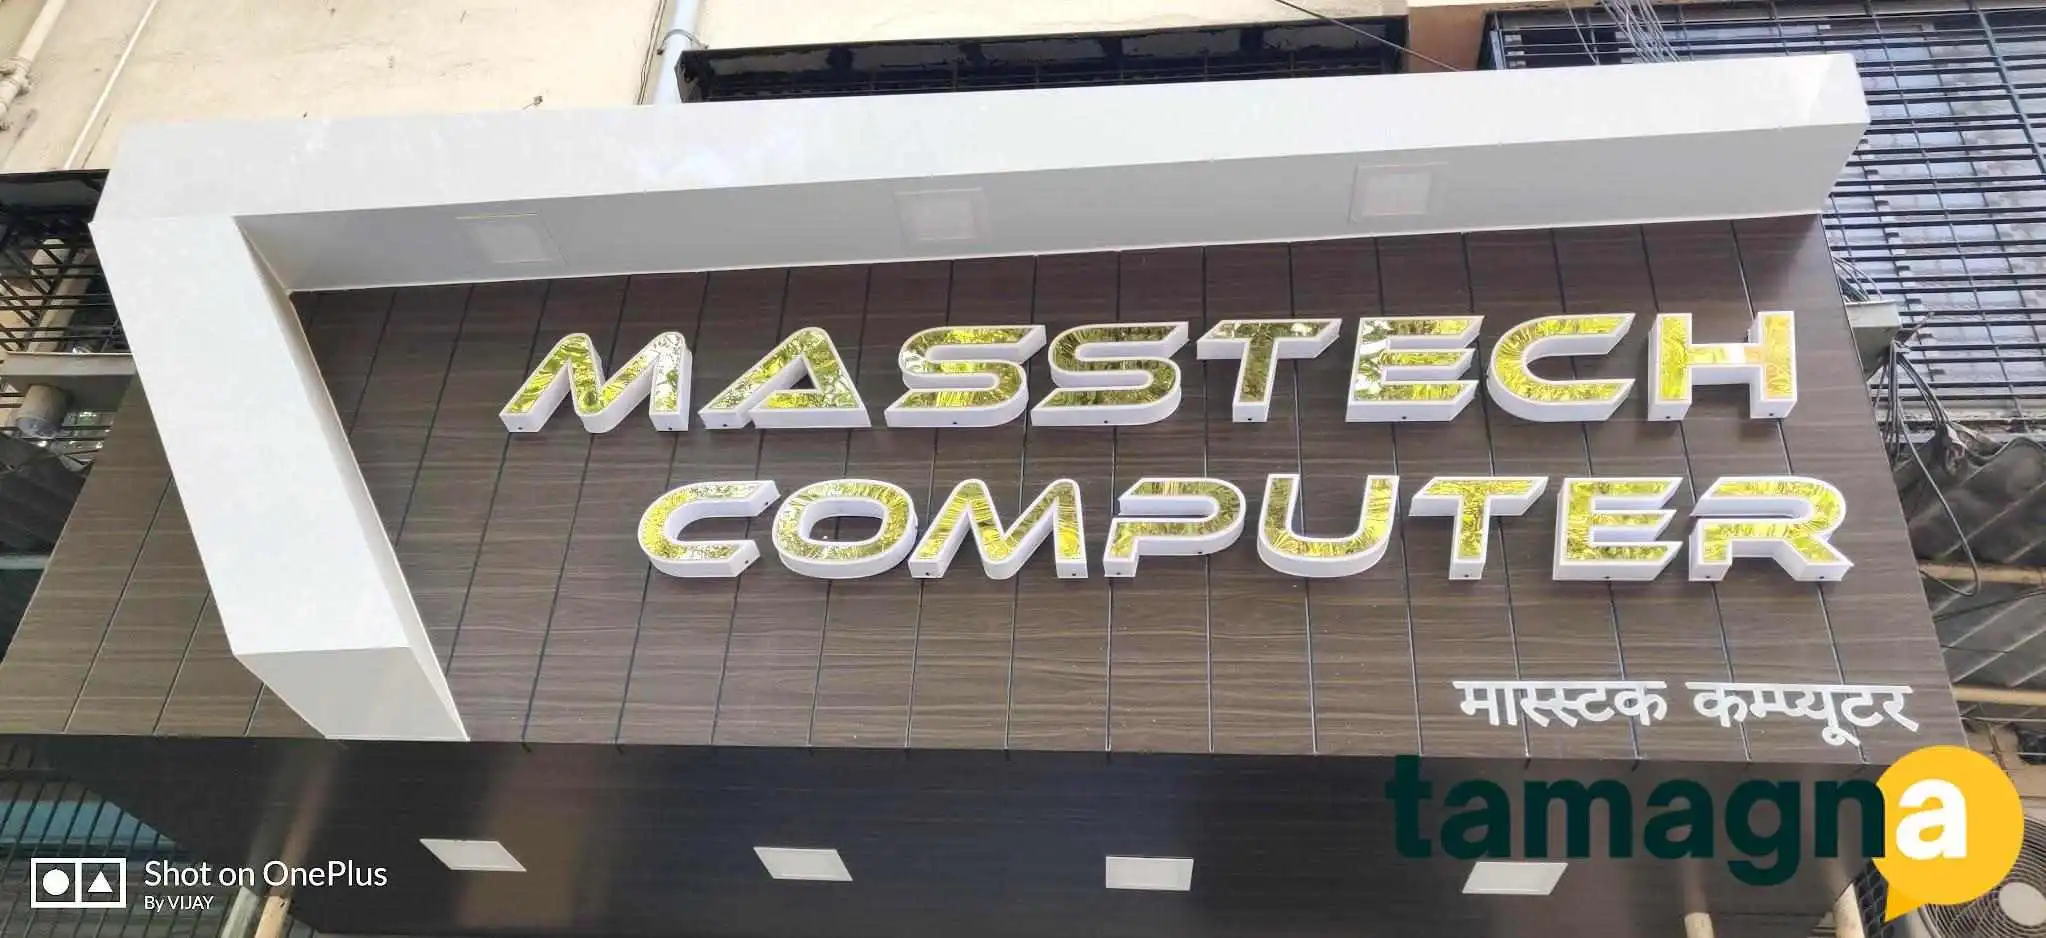 MASSTECH
COMPUTER
मास्टक कम्प्यूटर
tamagna
Shot on OnePlus
By VIJAY